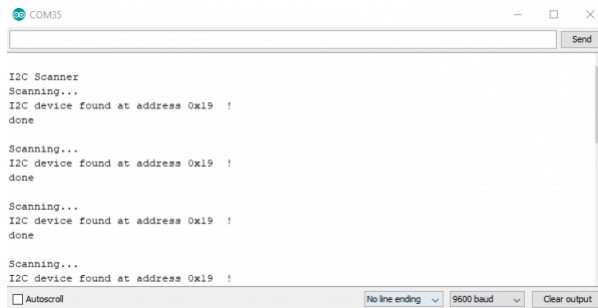 COM35
Send
I2C Scanner
Scanning...
I2C device found at address 0x19  !
done
Scanning...
I2C device found at address 0x19  !
done
Scanning...
I2C device found at address 0x19  !
done
Scanning...
I2C device found at address 0x19  !
Autoscroll
No line ending
9600 baud
Clear output